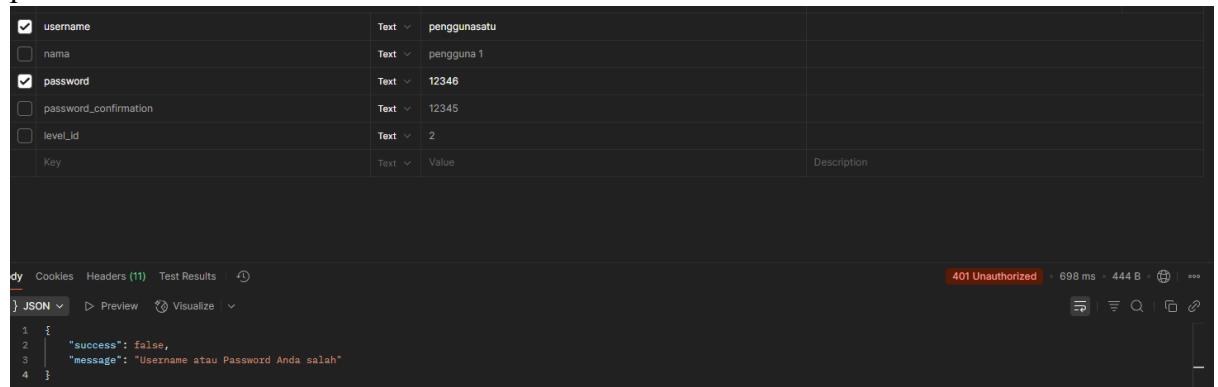 username Text penggunasatu
nama Text pengguna 1
password Text 12346
password_confirmation Text 12345
level_id Text 2
Key Text Value Description
dy Cookies Headers (11) Test Results 401 Unauthorized 698 ms 444 B
} JSON Preview Visualize
1 {
2 "success": false,
3 "message": "Username atau Password Anda salah"
4 }